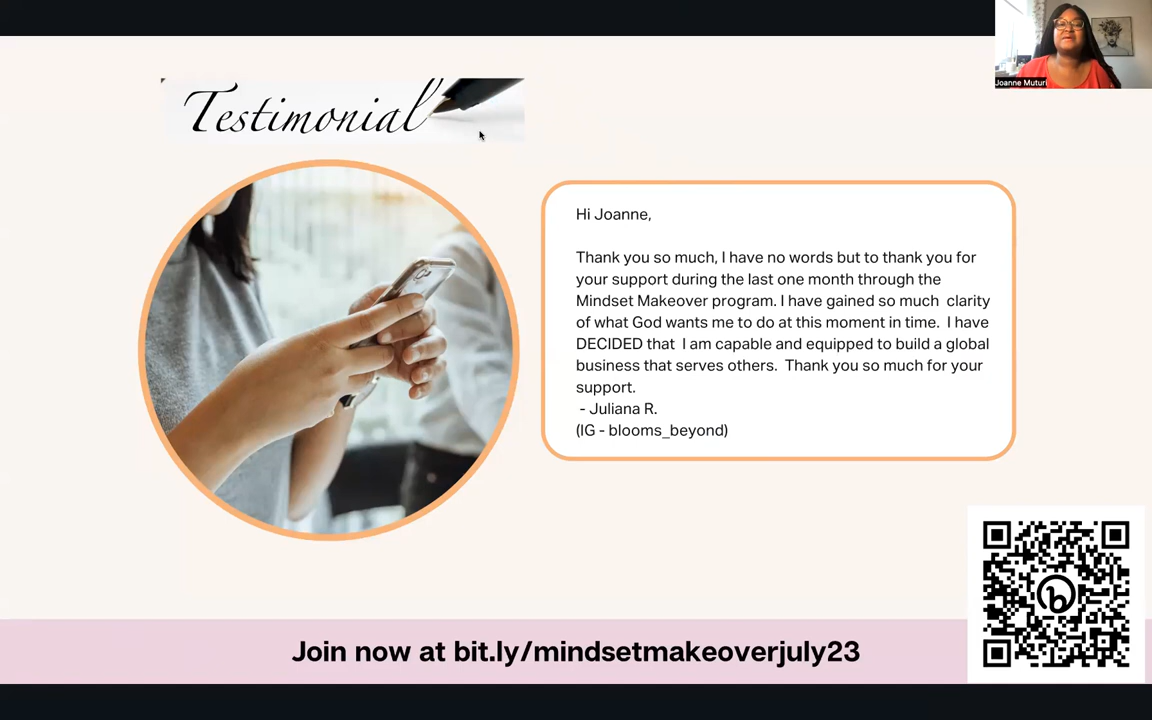 Joanne Muturi
Testimonial
Hi Joanne,
Thank you so much, I have no words but to thank you for
your support during the last one month through the
Mindset Makeover program. I have gained so much clarity
of what God wants me to do at this moment in time. I have
DECIDED that I am capable and equipped to build a global
business that serves others. Thank you so much for your
support.
- Juliana R.
(IG - blooms_beyond)
Join now at bit.ly/mindsetmakeoverjuly23
b